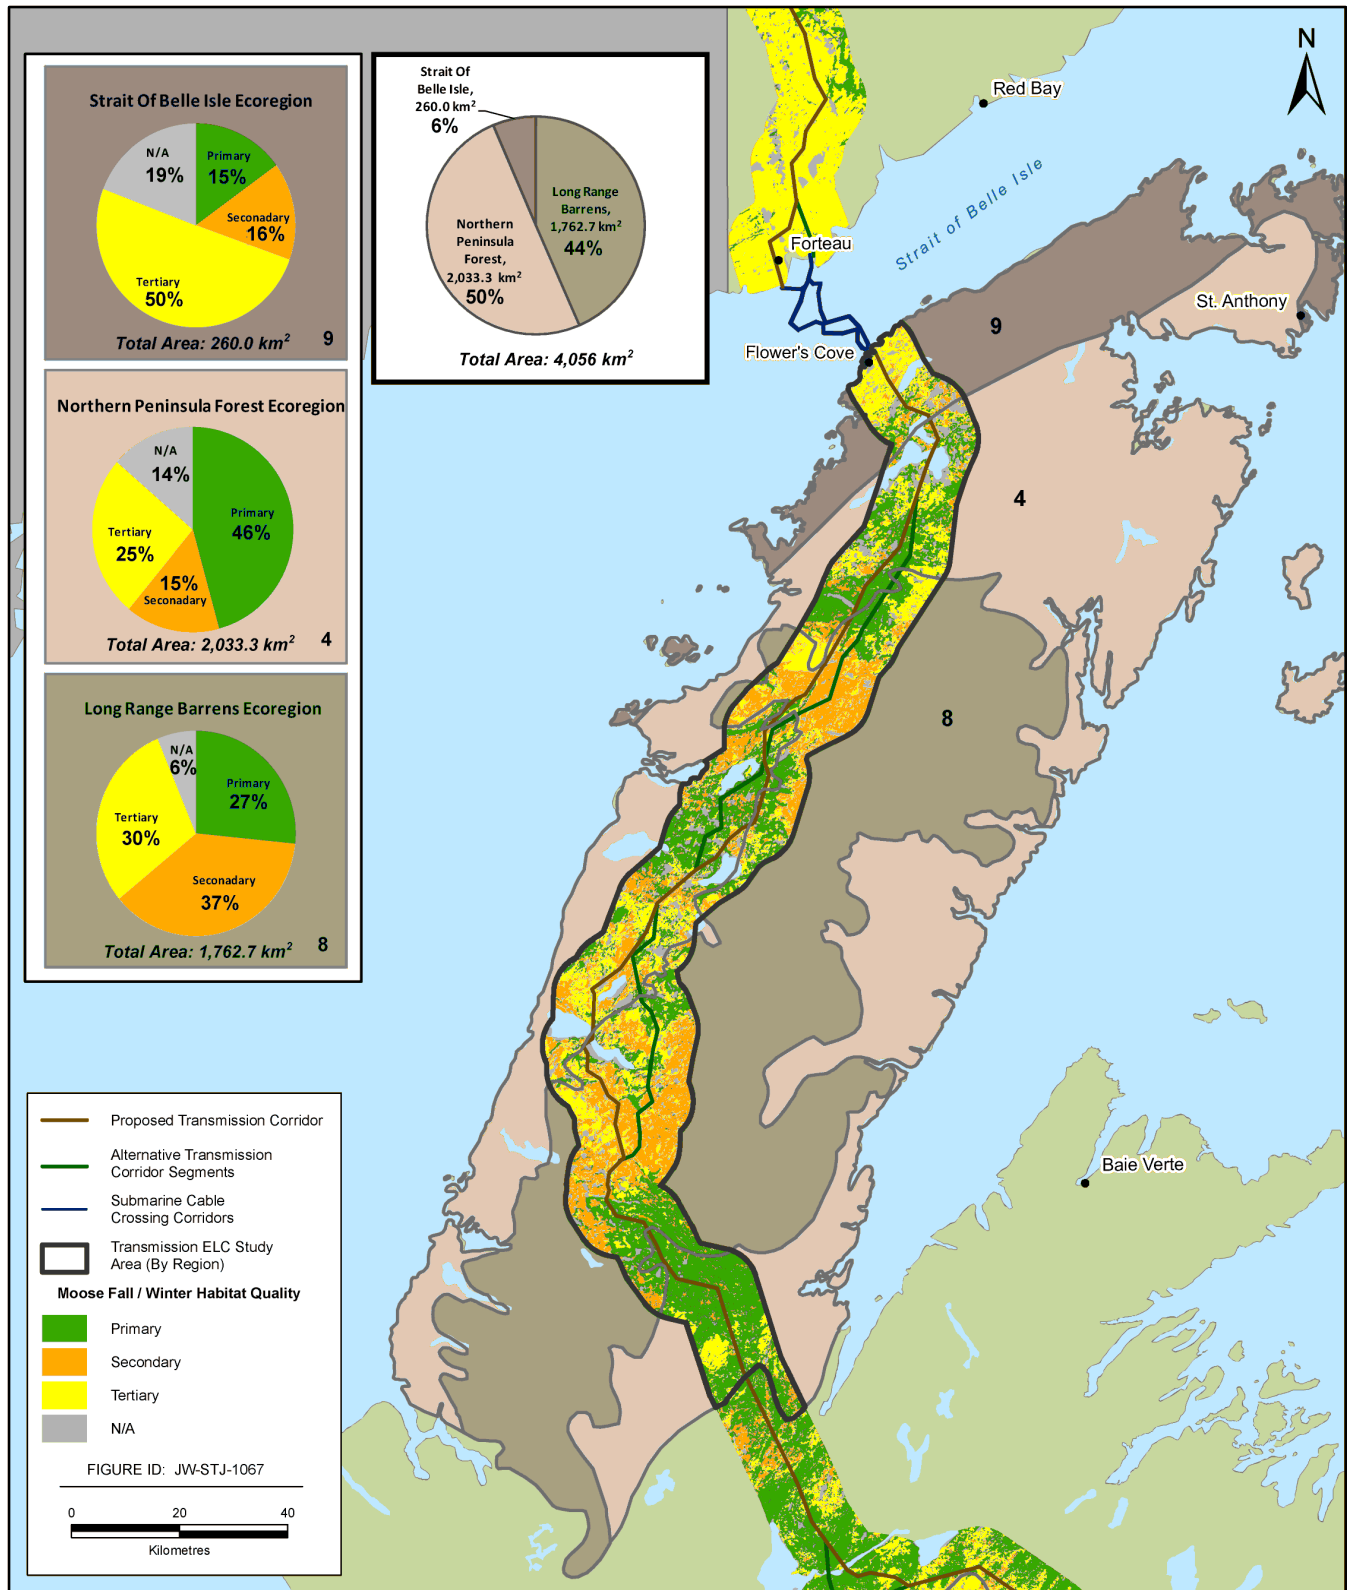 Strait Of Belle Isle Ecoregion
N/A
19%
Primary
15%
Seconadary
16%
Tertiary
50%
Total Area: 260.0 km²
9
Northern Peninsula Forest Ecoregion
N/A
14%
Primary
46%
Tertiary
25%
15%
Seconadary
Total Area: 2,033.3 km²
4
Long Range Barrens Ecoregion
N/A
6%
Primary
27%
Tertiary
30%
Seconadary
37%
Total Area: 1,762.7 km²
8
Strait Of
Belle Isle,
260.0 km²
6%
Long Range
Barrens,
1,762.7 km²
44%
Northern
Peninsula
Forest,
2,033.3 km²
50%
Total Area: 4,056 km²
N
Red Bay
Strait of Belle Isle
Forteau
St. Anthony
9
Flower's Cove
4
8
Baie Verte
Proposed Transmission Corridor
Alternative Transmission
Corridor Segments
Submarine Cable
Crossing Corridors
Transmission ELC Study
Area (By Region)
Moose Fall / Winter Habitat Quality
Primary
Secondary
Tertiary
N/A
FIGURE ID: JW-STJ-1067
0 20 40
Kilometres